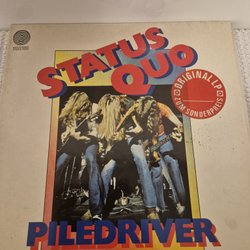 STATUS
QUO
ORIGINAL LP
ZUM SONDERPREIS
PILEDRIVER